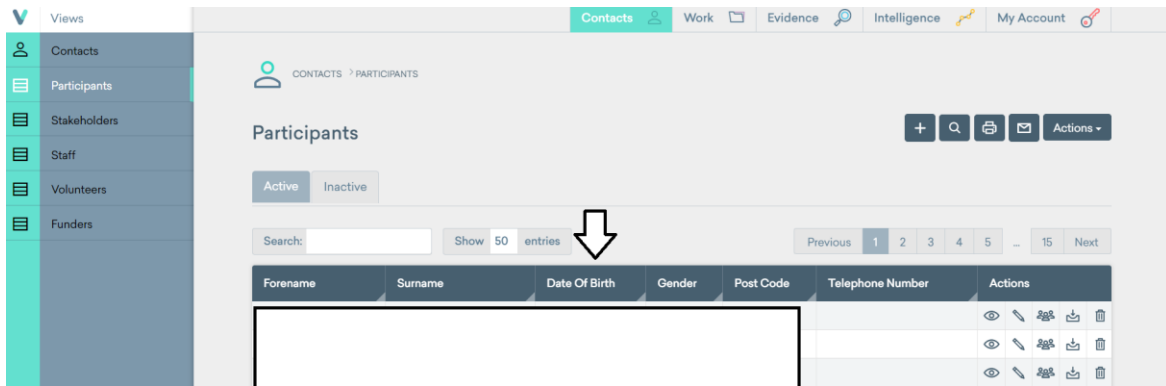 Views
Contacts
Work
Evidence
Intelligence
My Account
Contacts
Participants
Stakeholders
Staff
Volunteers
Funders
CONTACTS > PARTICIPANTS
Participants
Actions
Active
Inactive
Search:
Show 50 entries
Previous 1 2 3 4 5 ... 15 Next
Forename Surname Date Of Birth Gender Post Code Telephone Number Actions